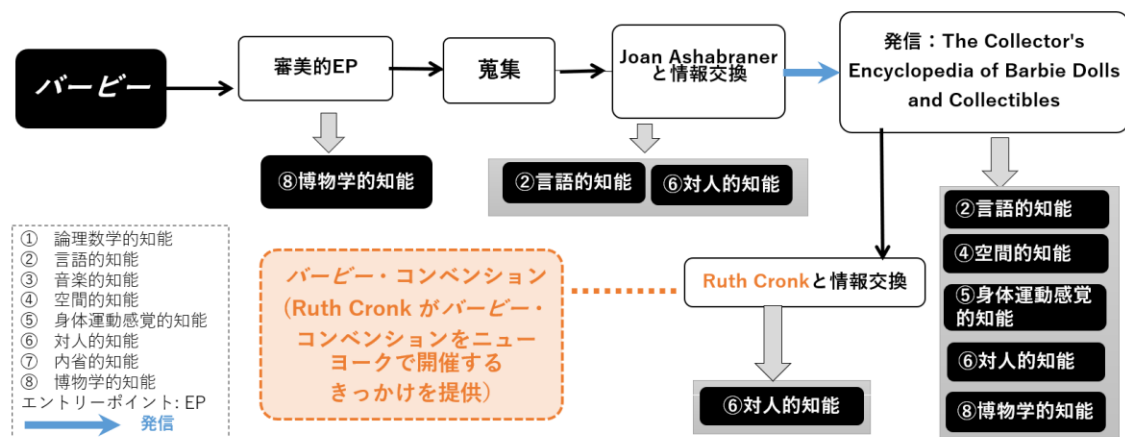 バービー
審美的EP
蒐集
Joan Ashabraner
と情報交換
発信：The Collector's
Encyclopedia of Barbie Dolls
and Collectibles
⑧博物学的知能
②言語的知能
⑥対人的知能
②言語的知能
④空間的知能
⑤身体運動感覚
的知能
⑥対人的知能
⑧博物学的知能
Ruth Cronkと情報交換
⑥対人的知能
バービー・コンベンション
(Ruth Cronk がバービー・
コンベンションをニュー
ヨークで開催する
きっかけを提供)
① 論理数学的知能
② 言語的知能
③ 音楽的知能
④ 空間的知能
⑤ 身体運動感覚的知能
⑥ 対人的知能
⑦ 内省的知能
⑧ 博物学的知能
エントリーポイント: EP
発信